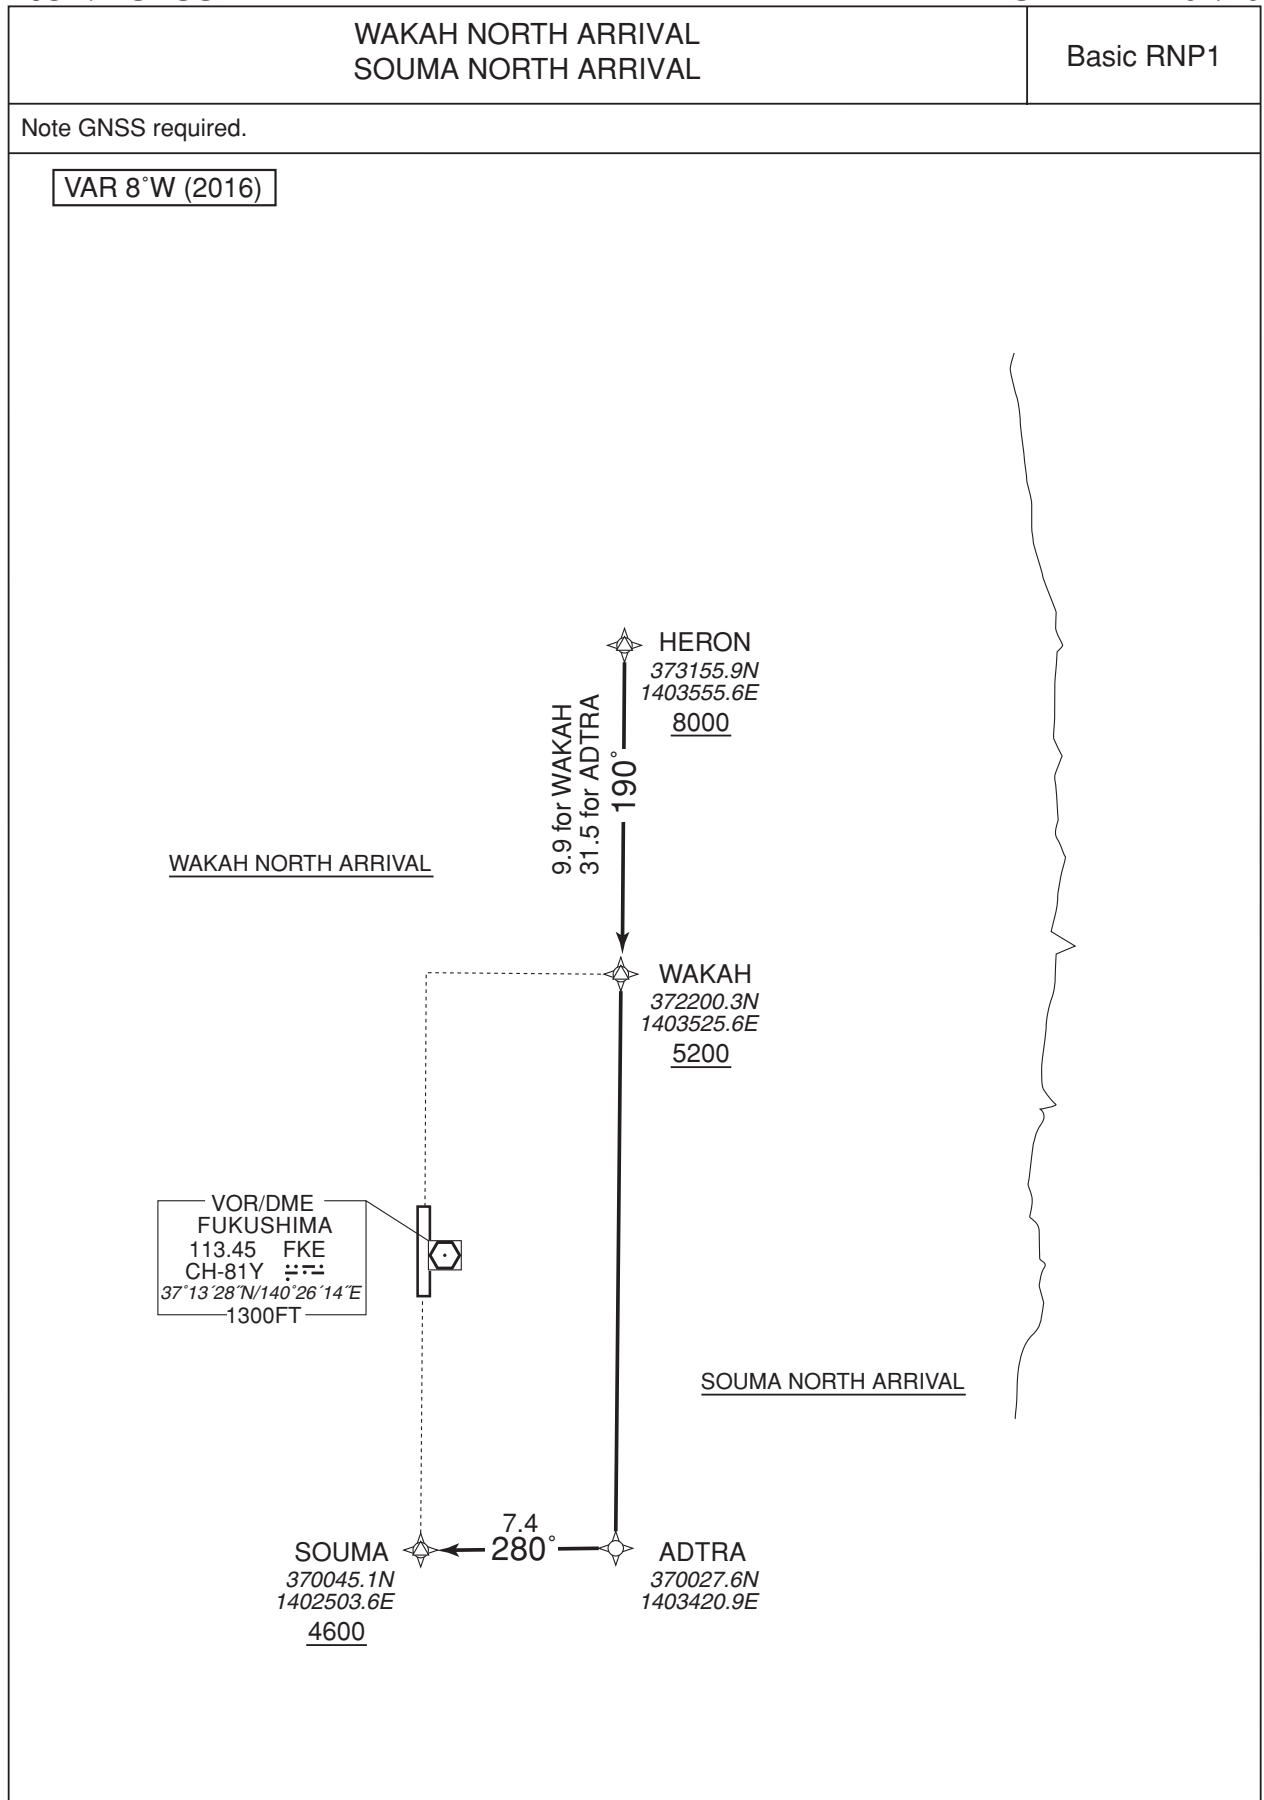 WAKAH NORTH ARRIVAL
SOUMA NORTH ARRIVAL
Basic RNP1
Note GNSS required.
VAR 8°W (2016)
HERON
373155.9N
1403555.6E
8000
9.9 for WAKAH
31.5 for ADTRA
190°
WAKAH NORTH ARRIVAL
WAKAH
372200.3N
1403525.6E
5200
VOR/DME
FUKUSHIMA
113.45 FKE
CH-81Y
37°13´28˝N/140°26´14˝E
1300FT
SOUMA NORTH ARRIVAL
7.4
280°
SOUMA
370045.1N
1402503.6E
4600
ADTRA
370027.6N
1403420.9E